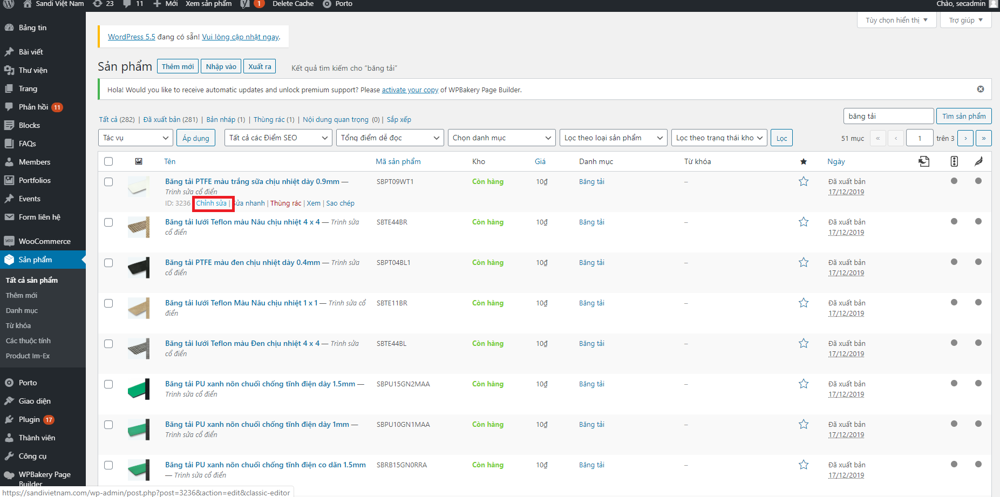 Sandi Việt Nam 23 11 Mới Xem sản phẩm 1 Delete Cache Porto Chào, secadmin
Bảng tin
Bài viết
Thư viện
Trang
Phản hồi 11
Blocks
FAQs
Members
Portfolios
Events
Form liên hệ
WooCommerce
Sản phẩm
Tất cả sản phẩm
Thêm mới
Danh mục
Từ khóa
Các thuộc tính
Product Im-Ex
Porto
Giao diện
Plugin 17
Thành viên
Công cụ
WPBakery Page
Builder
Tùy chọn hiển thị Trợ giúp
WordPress 5.5 đang có sẵn! Vui lòng cập nhật ngay.
Sản phẩm Thêm mới Nhập vào Xuất ra Kết quả tìm kiếm cho “băng tải”
Hola! Would you like to receive automatic updates and unlock premium support? Please activate your copy of WPBakery Page Builder.
Tất cả (282) | Đã xuất bản (281) | Bản nháp (1) | Thùng rác (1) | Nội dung quan trọng (0) | Sắp xếp
băng tải Tìm sản phẩm
Tác vụ Áp dụng Tất cả các Điểm SEO Tổng điểm dễ đọc Chọn danh mục Lọc theo loại sản phẩm Lọc theo trạng thái kho Lọc 51 mục « ‹ 1 trên 3 › »
Tên Mã sản phẩm Kho Giá Danh mục Từ khóa Ngày
Băng tải PTFE màu trắng sữa chịu nhiệt dày 0.9mm — SBPT09WT1 Còn hàng 10₫ Băng tải – Đã xuất bản
Trình sửa cổ điển 17/12/2019
ID: 3236 Chỉnh sửa | Sửa nhanh | Thùng rác | Xem | Sao chép
Băng tải lưới Teflon màu Nâu chịu nhiệt 4 x 4 — Trình sửa SBTE44BR Còn hàng 10₫ Băng tải – Đã xuất bản
cổ điển 17/12/2019
Băng tải PTFE màu đen chịu nhiệt dày 0.4mm — Trình sửa SBPT04BL1 Còn hàng 10₫ Băng tải – Đã xuất bản
cổ điển 17/12/2019
Băng tải lưới Teflon Màu Nâu chịu nhiệt 1 x 1 — Trình sửa cổ SBTE11BR Còn hàng 10₫ Băng tải – Đã xuất bản
điển 17/12/2019
Băng tải lưới Teflon màu Đen chịu nhiệt 4 x 4 — Trình sửa SBTE44BL Còn hàng 10₫ Băng tải – Đã xuất bản
cổ điển 17/12/2019
Băng tải PU xanh nõn chuối chống tĩnh điện dày 1.5mm — SBPU15GN2MAA Còn hàng 10₫ Băng tải – Đã xuất bản
Trình sửa cổ điển 17/12/2019
Băng tải PU xanh nõn chuối chống tĩnh điện dày 1mm — SBPU10GN1MAA Còn hàng 10₫ Băng tải – Đã xuất bản
Trình sửa cổ điển 17/12/2019
Băng tải PU xanh nõn chuối chống tĩnh điện co dãn 1.5mm SBRB15GN0RRA Còn hàng 10₫ Băng tải – Đã xuất bản
— Trình sửa cổ điển 17/12/2019
https://sandivietnam.com/wp-admin/post.php?post=3236&action=edit&classic-editor